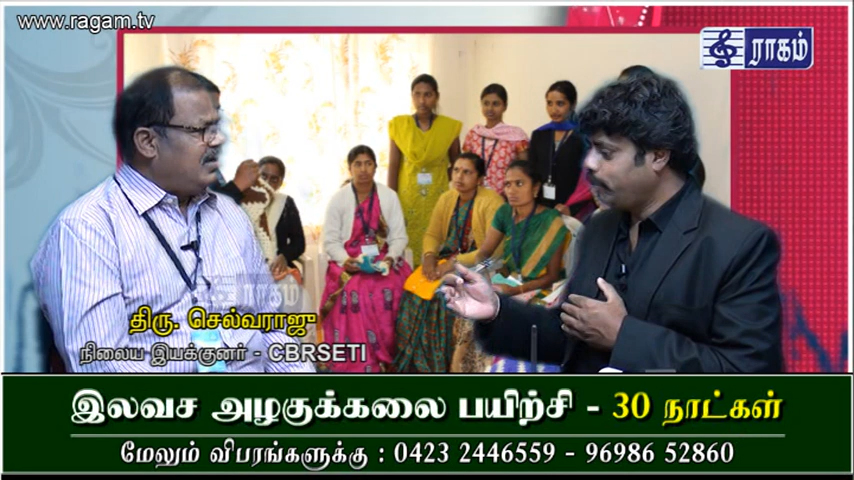 www.ragam.tv
ராகம்
ராகம்
திரு. செல்வராஜு
நிலைய இயக்குனர் - CBRSETI
இலவச அழகுக்கலை பயிற்சி - 30 நாட்கள்
மேலும் விபரங்களுக்கு : 0423 2446559 - 96986 52860